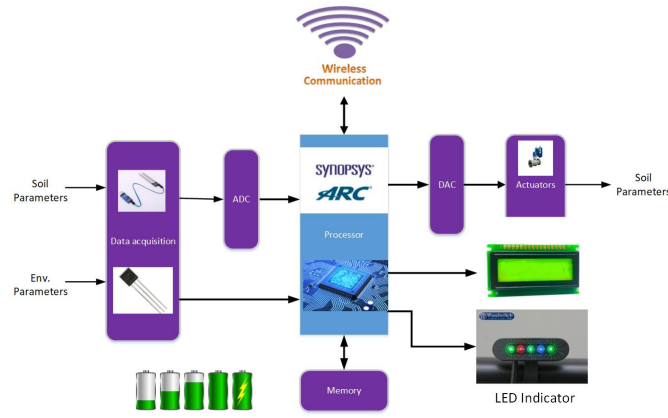 Wireless
Communication
SYNOPSYS®
ARC®
Soil
Parameters
ADC
DAC
Actuators
Soil
Parameters
Data acquisition
Processor
Env.
Parameters
Memory
LED Indicator